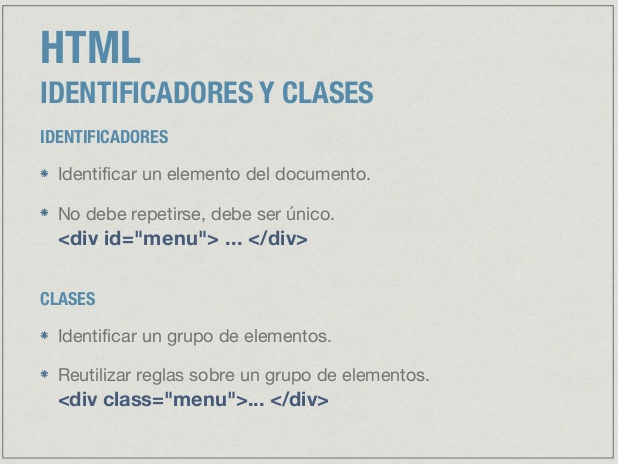 HTML
IDENTIFICADORES Y CLASES
IDENTIFICADORES
* Identificar un elemento del documento.
* No debe repetirse, debe ser único.
<div id="menu"> ... </div>
CLASES
* Identificar un grupo de elementos.
* Reutilizar reglas sobre un grupo de elementos.
<div class="menu">... </div>